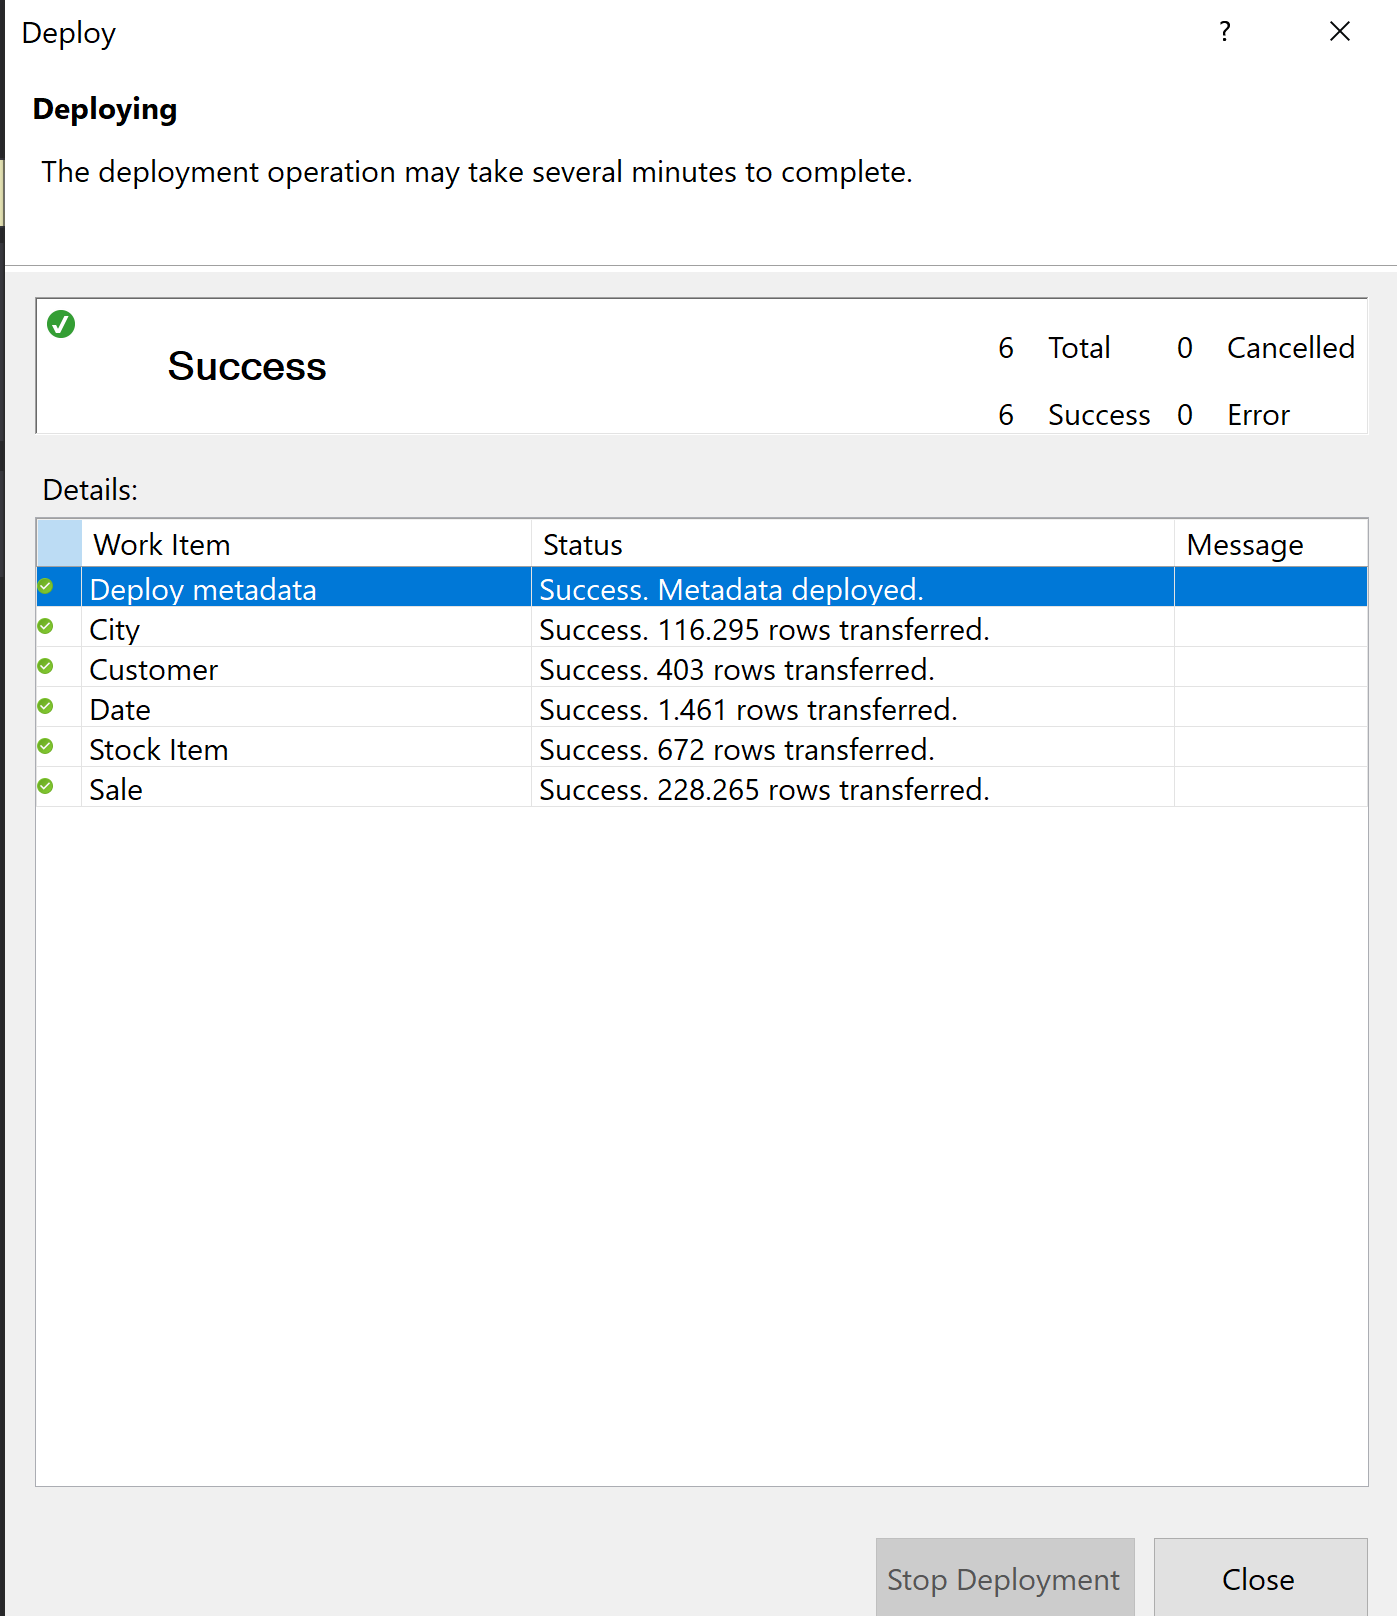 Deploy ?
Deploying
The deployment operation may take several minutes to complete.
Success
6 Total 0 Cancelled
6 Success 0 Error
Details:
Work Item Status Message
Deploy metadata Success. Metadata deployed.
City Success. 116.295 rows transferred.
Customer Success. 403 rows transferred.
Date Success. 1.461 rows transferred.
Stock Item Success. 672 rows transferred.
Sale Success. 228.265 rows transferred.
Stop Deployment Close